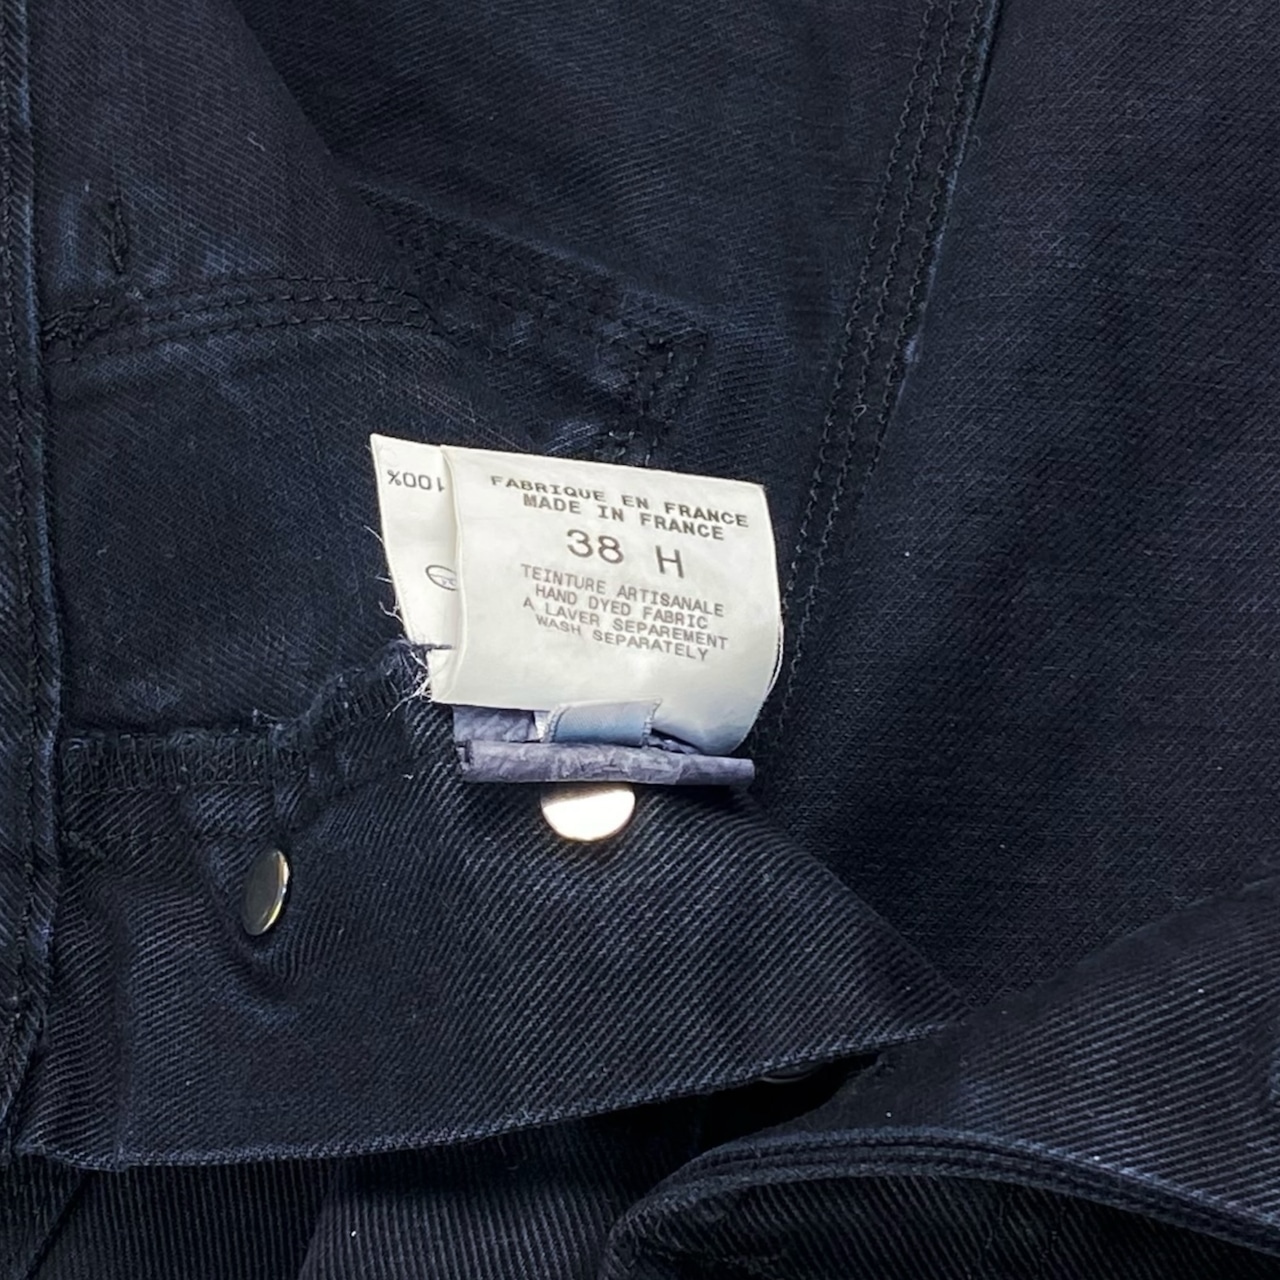 100%
FABRIQUE EN FRANCE
MADE IN FRANCE
38 H
TEINTURE ARTISANALE
HAND DYED FABRIC
A LAVER SEPAREMENT
WASH SEPARATELY